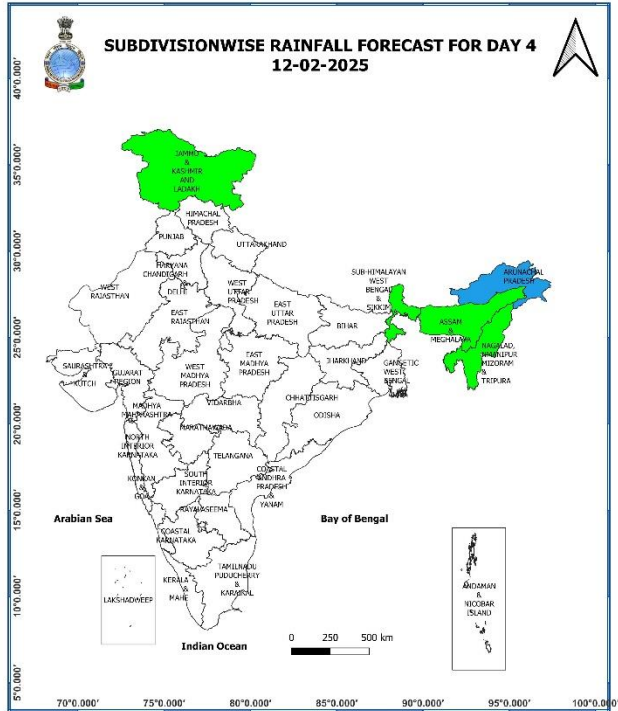 SUBDIVISIONWISE RAINFALL FORECAST FOR DAY 4
12-02-2025
40°0.000'
35°0.000'
30°0.000'
25°0.000'
20°0.000'
15°0.000'
10°0.000'
5°0.000'
JAMMU
&
KASHMIR
AND
LADAKH
HIMACHAL
PRADESH
PUNJAB
UTTARAKHAND
HARYANA
CHANDIGARH
&
DELHI
WEST
RAJASTHAN
WEST
UTTAR
PRADESH
EAST
RAJASTHAN
EAST
UTTAR
PRADESH
SUB-HIMALAYAN
WEST
BENGAL
&
SIKKIM
ARUNACHAL
PRADESH
BIHAR
ASSAM
&
MEGHALAYA
NAGALAD,
MANIPUR
MIZORAM
&
TRIPURA
SAURASHTRA
&
KUTCH
GUJARAT
REGION
WEST
MADHYA
PRADESH
EAST
MADHYA
PRADESH
JHARKHAND
GANGETIC
WEST
BENGAL
CHHATTISGARH
ODISHA
VIDARBHA
MADHYA
MAHARASHTRA
MARATHAWADA
NORTH
INTERIOR
KARNATAKA
TELANGANA
KONKAN
&
GOA
SOUTH
INTERIOR
KARNATAKA
COASTAL
ANDHRA
PRADESH
&
YANAM
RAYALASEEMA
COASTAL
KARNATAKA
Arabian Sea
Bay of Bengal
LAKSHADWEEP
KERALA
&
MAHE
TAMILNADU
PUDUCHERRY
&
KARAIKAL
ANDAMAN
&
NICOBAR
ISLAND
Indian Ocean
0 250 500 km
70°0.000' 75°0.000' 80°0.000' 85°0.000' 90°0.000' 95°0.000' 100°0.000'